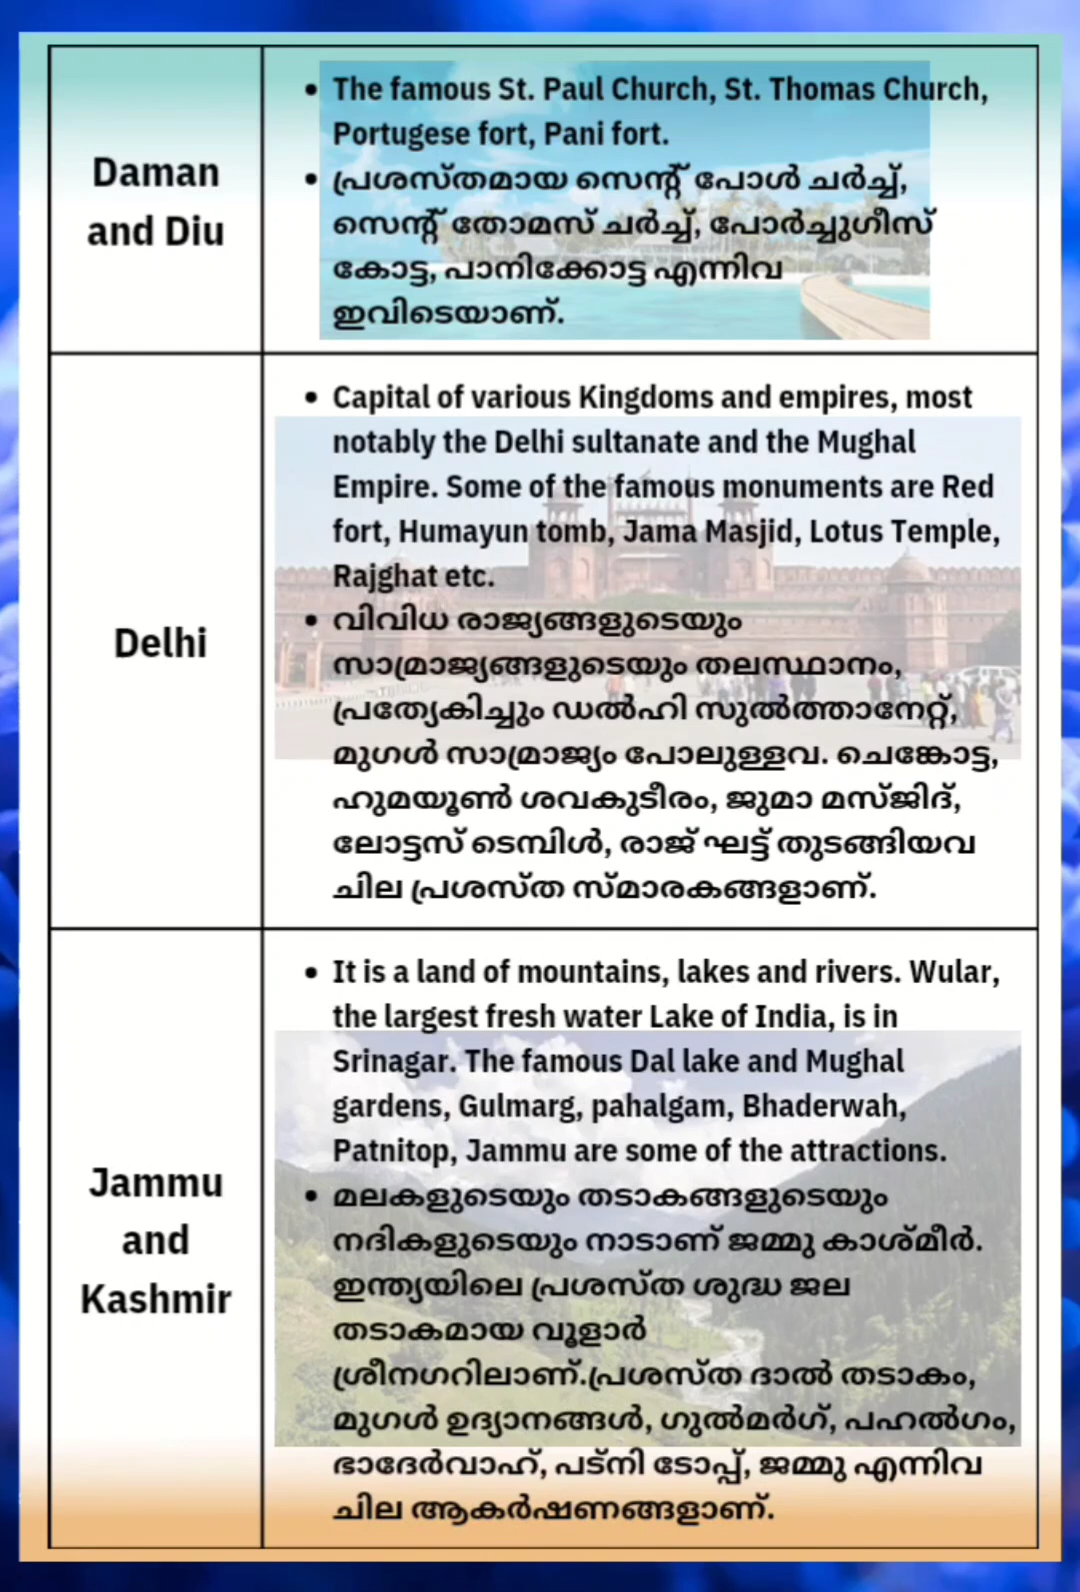 Daman
and Diu
• The famous St. Paul Church, St. Thomas Church,
Portugese fort, Pani fort.
• പ്രശസ്തമായ സെന്റ് പോൾ ചർച്ച്,
സെന്റ് തോമസ് ചർച്ച്, പോർച്ചുഗീസ്
കോട്ട, പാനിക്കോട്ട എന്നിവ
ഇവിടെയാണ്.
Delhi
• Capital of various Kingdoms and empires, most
notably the Delhi sultanate and the Mughal
Empire. Some of the famous monuments are Red
fort, Humayun tomb, Jama Masjid, Lotus Temple,
Rajghat etc.
• വിവിധ രാജ്യങ്ങളുടെയും
സാമ്രാജ്യങ്ങളുടെയും തലസ്ഥാനം,
പ്രത്യേകിച്ചും ഡൽഹി സുൽത്താനേറ്റ്,
മുഗൾ സാമ്രാജ്യം പോലുള്ളവ. ചെങ്കോട്ട,
ഹുമയൂൺ ശവകുടീരം, ജുമാ മസ്ജിദ്,
ലോട്ടസ് ടെമ്പിൾ, രാജ് ഘട്ട് തുടങ്ങിയവ
ചില പ്രശസ്ത സ്മാരകങ്ങളാണ്.
Jammu
and
Kashmir
• It is a land of mountains, lakes and rivers. Wular,
the largest fresh water Lake of India, is in
Srinagar. The famous Dal lake and Mughal
gardens, Gulmarg, pahalgam, Bhaderwah,
Patnitop, Jammu are some of the attractions.
• മലകളുടെയും തടാകങ്ങളുടെയും
നദികളുടെയും നാടാണ് ജമ്മു കാശ്മീർ.
ഇന്ത്യയിലെ പ്രശസ്ത ശുദ്ധ ജല
തടാകമായ വൂളാർ
ശ്രീനഗറിലാണ്.പ്രശസ്ത ദാൽ തടാകം,
മുഗൾ ഉദ്യാനങ്ങൾ, ഗുൽമർഗ്, പഹൽഗം,
ഭാദേർവാഹ്, പട്നി ടോപ്പ്, ജമ്മു എന്നിവ
ചില ആകർഷണങ്ങളാണ്.